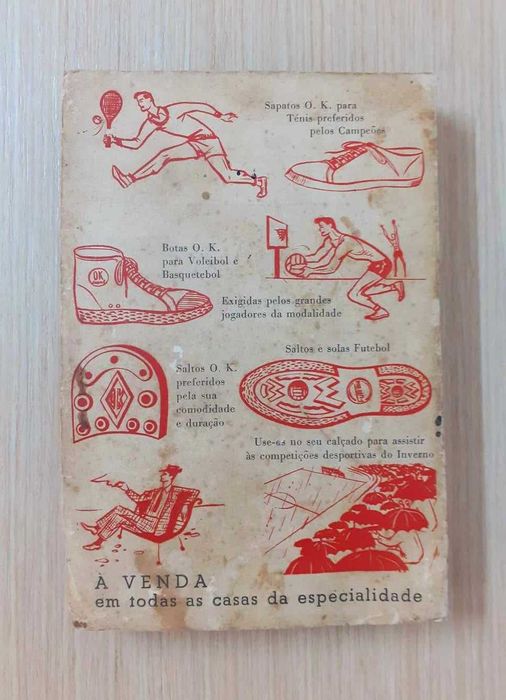 Sapatos O. K. para
Ténis preferidos
pelos Campeões
Botas O. K.
para Voleibol e
Basquetebol
OK
Exigidas pelos grandes
jogadores da modalidade
Saltos O. K.
preferidos
pela sua
comodidade
e duração
OK
Saltos e solas Futebol
Use-os no seu calçado para assistir
às competições desportivas do Inverno
À VENDA
em todas as casas da especialidade